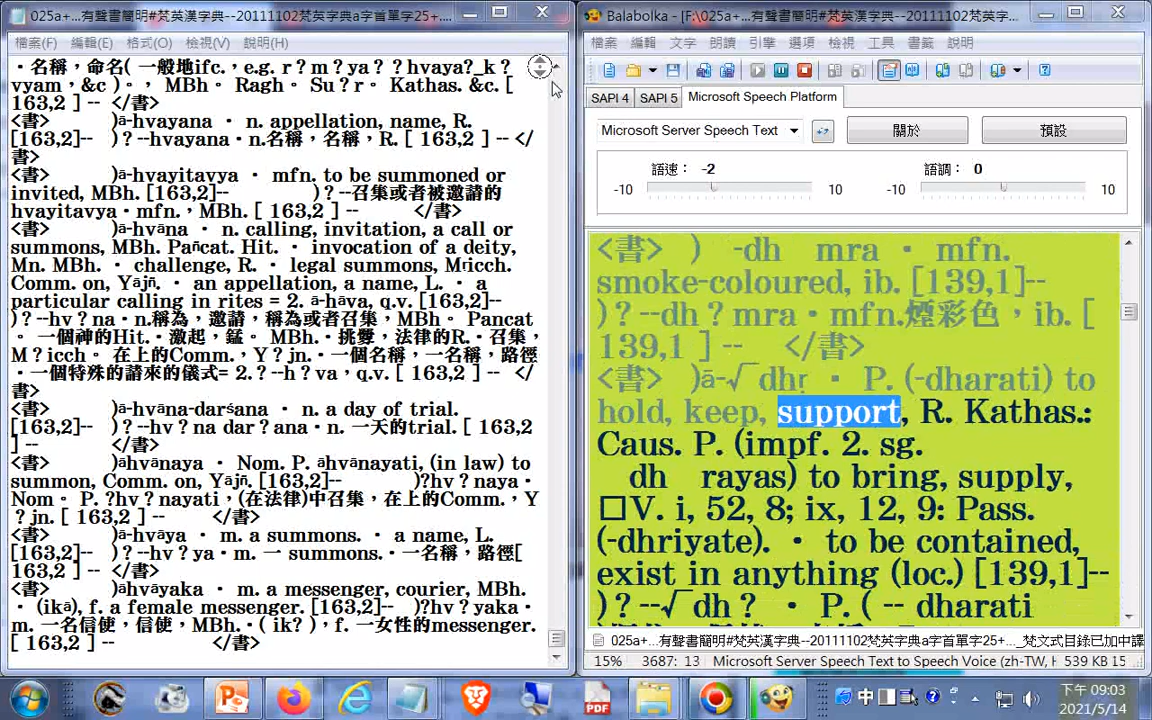 025a+...有聲書簡明#梵英漢字典--20111102梵英字典a字首單字25+...
檔案(F) 編輯(E) 格式(O) 檢視(V) 說明(H)
‧名稱，命名( 一般地ifc.，e.g. r？m？ya？？hvaya?_k？
vyam，&c )。， MBh。 Ragh。 Su？r。 Kathas. &c. [
163,2 ] -- </書>
<書> )ā-hvayana ‧ n. appellation, name, R.
[163,2]-- )？--hvayana‧n.名稱，名稱，R. [ 163,2 ] -- </
書>
<書> )ā-hvayitavya ‧ mfn. to be summoned or
invited, MBh. [163,2]-- )？--召集或者被邀請的
hvayitavya‧mfn.，MBh. [ 163,2 ] -- </書>
<書> )ā-hvāna ‧ n. calling, invitation, a call or
summons, MBh. Pañcat. Hit. ‧ invocation of a deity,
Mn. MBh. ‧ challenge, R. ‧ legal summons, Mṛicch.
Comm. on, Yājñ. ‧ an appellation, a name, L. ‧ a
particular calling in rites = 2. ā-hāva, q.v. [163,2]--
)？--hv？na‧n.稱為，邀請，稱為或者召集，MBh。 Pancat
。 一個神的Hit.‧激起，錳。 MBh.‧挑釁，法律的R.‧召集，
M？icch。 在上的Comm.，Y？jn.‧一個名稱，一名稱，路徑
‧一個特殊的請來的儀式= 2.？--h？va，q.v. [ 163,2 ] -- </
書>
<書> )ā-hvāna-darśana ‧ n. a day of trial.
[163,2]-- )？--hv？na dar？ana‧n. 一天的trial. [ 163,2
] -- </書>
<書> )āhvānaya ‧ Nom. P. āhvānayati, (in law) to
summon, Comm. on, Yājñ. [163,2]-- )?hv？naya‧
Nom。 P. ?hv？nayati，(在法律)中召集，在上的Comm.，Y
？jn. [ 163,2 ] -- </書>
<書> )ā-hvāya ‧ m. a summons. ‧ a name, L.
[163,2]-- )？--hv？ya‧m. 一 summons.‧一名稱，路徑[
163,2 ] -- </書>
<書> )āhvāyaka ‧ m. a messenger, courier, MBh.
‧ (ikā), f. a female messenger. [163,2]-- )?hv？yaka‧
m. 一名信使，信使，MBh.‧( ik？)，f. 一女性的messenger.
[ 163,2 ] -- </書>
Balabolka - [F:\025a+...有聲書簡明#梵英漢字典--20111102梵英字...
檔案 編輯 文字 朗讀 引擎 選項 檢視 工具 書籤 說明
SAPI 4 SAPI 5 Microsoft Speech Platform
Microsoft Server Speech Text 關於 預設
語速： -2 語調： 0
-10 10 -10 10
<書> ) -dh mra ‧ mfn.
smoke-coloured, ib. [139,1]--
)？--dh？mra‧mfn.煙彩色，ib. [
139,1 ] -- </書>
<書> )ā-√dhṛ ‧ P. (-dharati) to
hold, keep, support, R. Kathas.:
Caus. P. (impf. 2. sg.
dh rayas) to bring, supply,
□V. i, 52, 8; ix, 12, 9: Pass.
(-dhriyate). ‧ to be contained,
exist in anything (loc.) [139,1]--
)？--√dh？ ‧ P. ( -- dharati
025a+...有聲書簡明#梵英漢字典--20111102梵英字典a字首單字25+..._梵文式目錄已加中譯
15% 3687: 13 Microsoft Server Speech Text to Speech Voice (zh-TW, H 539 KB 15
PDF 中 下午 09:03
2021/5/14